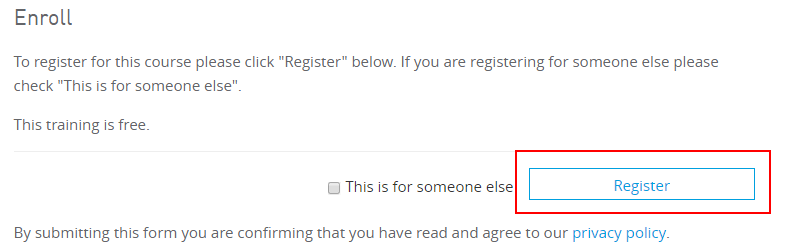 Enroll
To register for this course please click "Register" below. If you are registering for someone else please
check "This is for someone else".
This training is free.
This is for someone else Register
By submitting this form you are confirming that you have read and agree to our privacy policy.